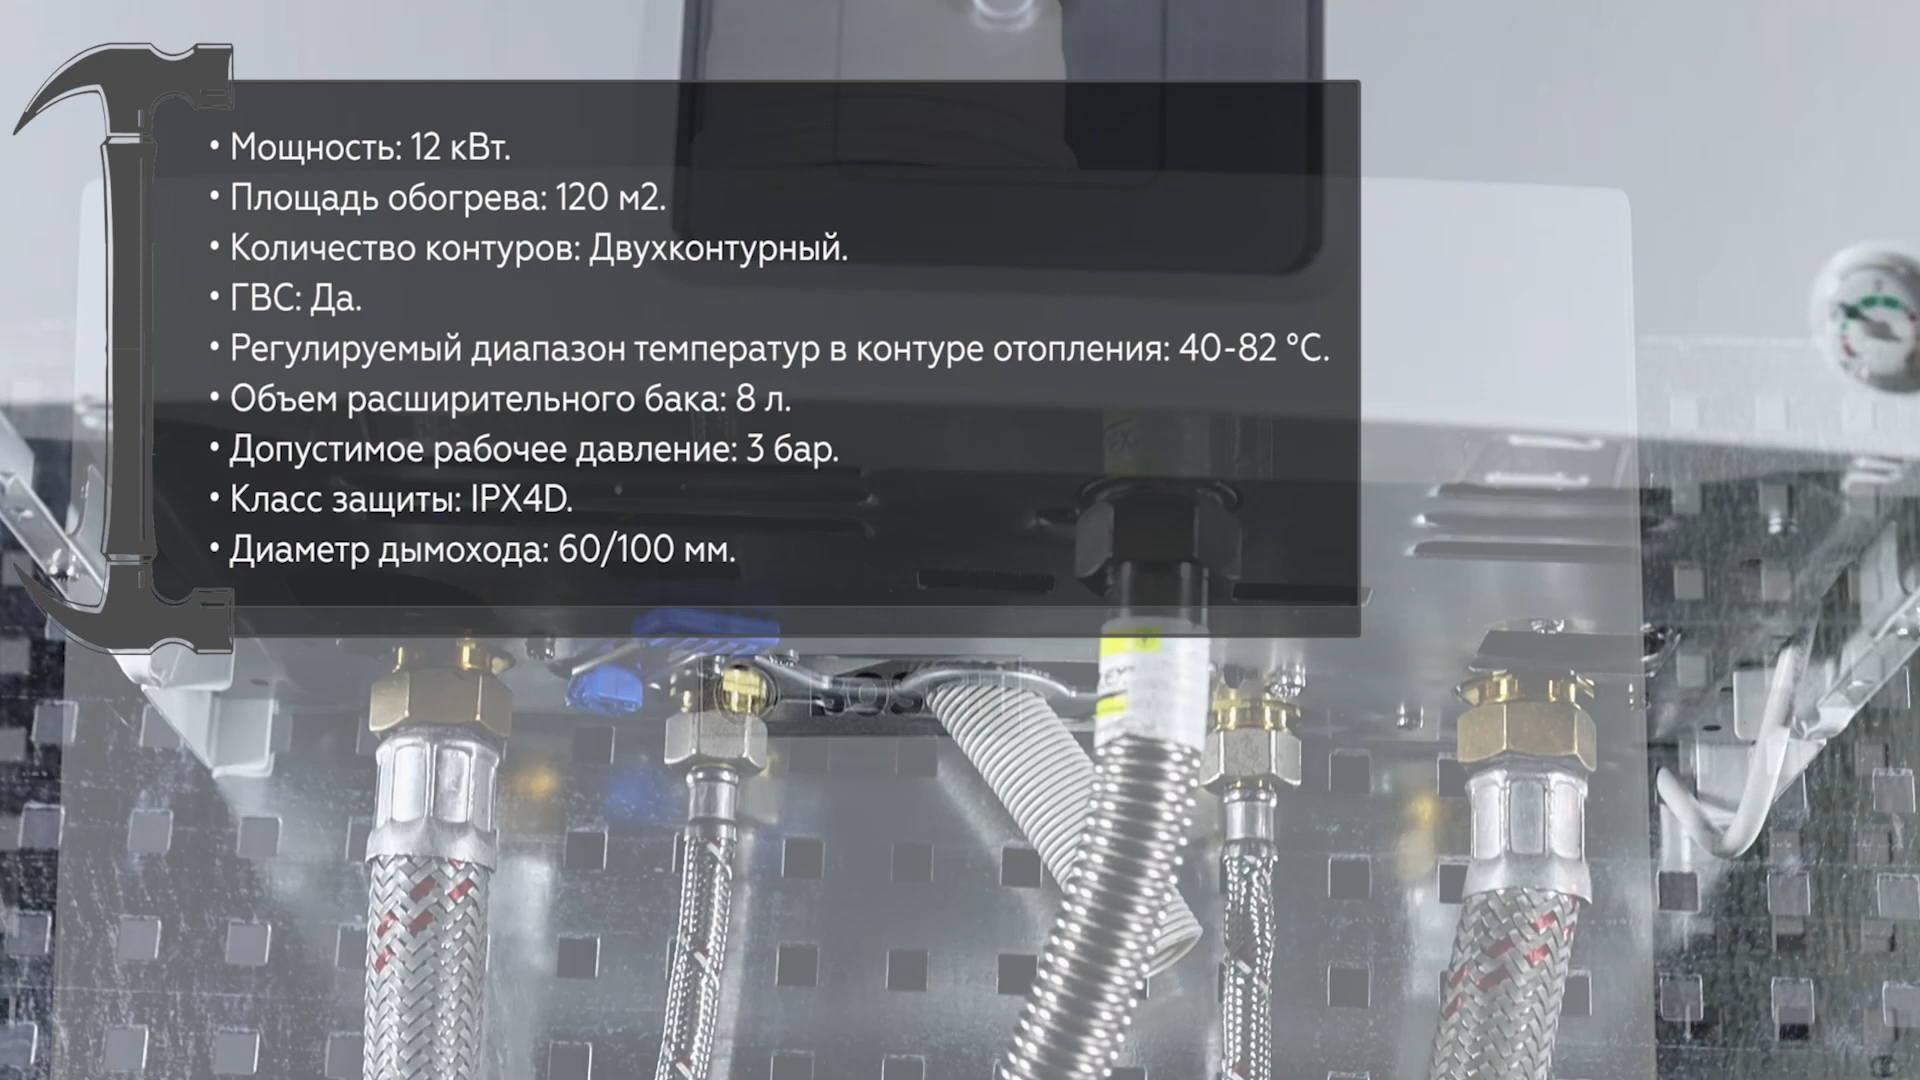 • Мощность: 12 кВт.
• Площадь обогрева: 120 м2.
• Количество контуров: Двухконтурный.
• ГВС: Да.
• Регулируемый диапазон температур в контуре отопления: 40-82 °C.
• Объем расширительного бака: 8 л.
• Допустимое рабочее давление: 3 бар.
• Класс защиты: IPX4D.
• Диаметр дымохода: 60/100 мм.